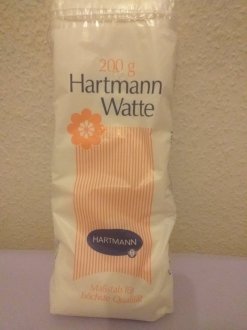 200 g
Hartmann
Watte
HARTMANN
Maßstab für
höchste Qualität